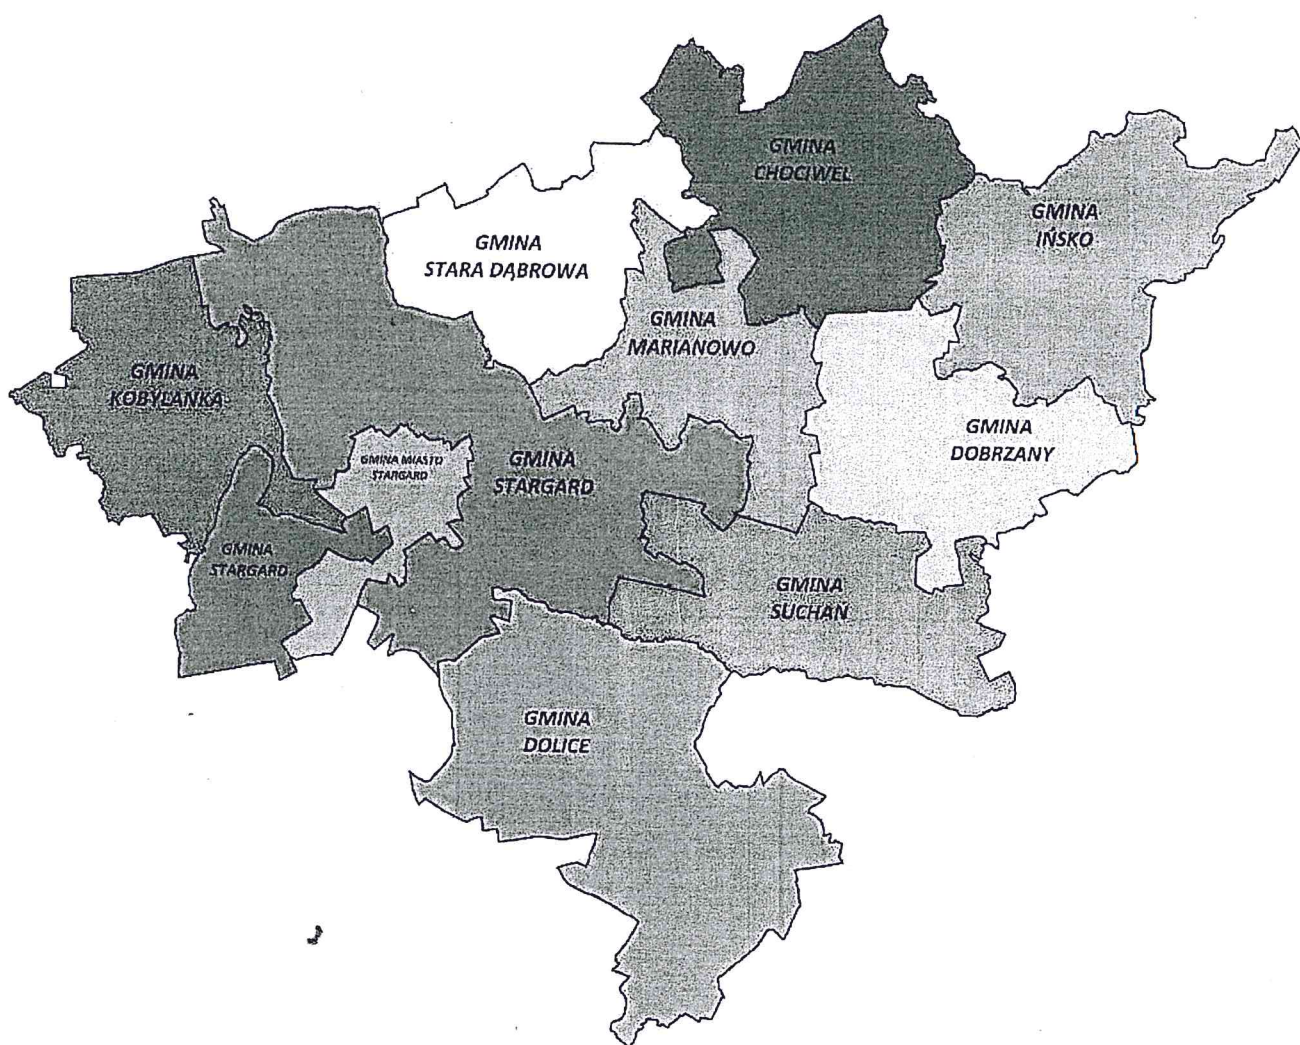 GMINA
CHOCIWEL
GMINA
IŃSKO
GMINA
STARA DĄBROWA
GMINA
MARIANOWO
GMINA
KOBYLANKA
GMINA
DOBRZANY
GMINA MIASTO
STARGARD
GMINA
STARGARD
GMINA
STARGARD
GMINA
SUCHAŃ
GMINA
DOLICE